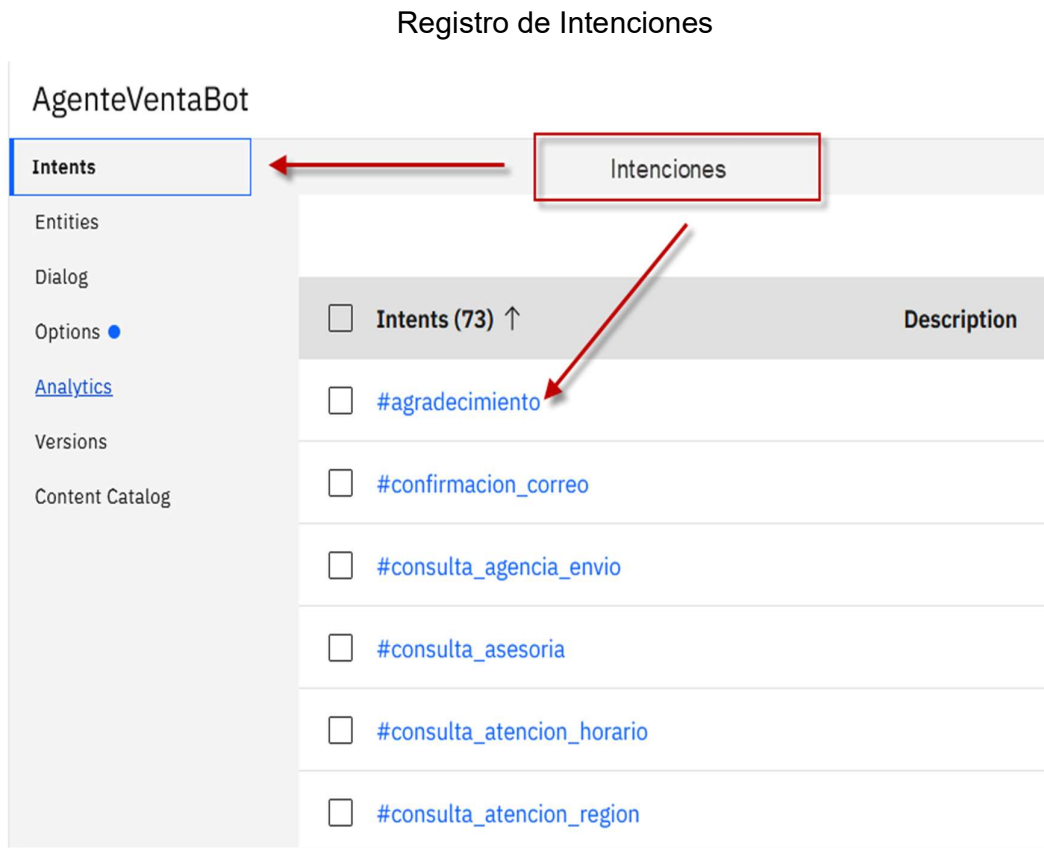 Registro de Intenciones
AgenteVentaBot
Intents
Intenciones
Entities
Dialog
Options
Analytics
Versions
Content Catalog
Intents (73) ↑
Description
#agradecimiento
#confirmacion_correo
#consulta_agencia_envio
#consulta_asesoria
#consulta_atencion_horario
#consulta_atencion_region